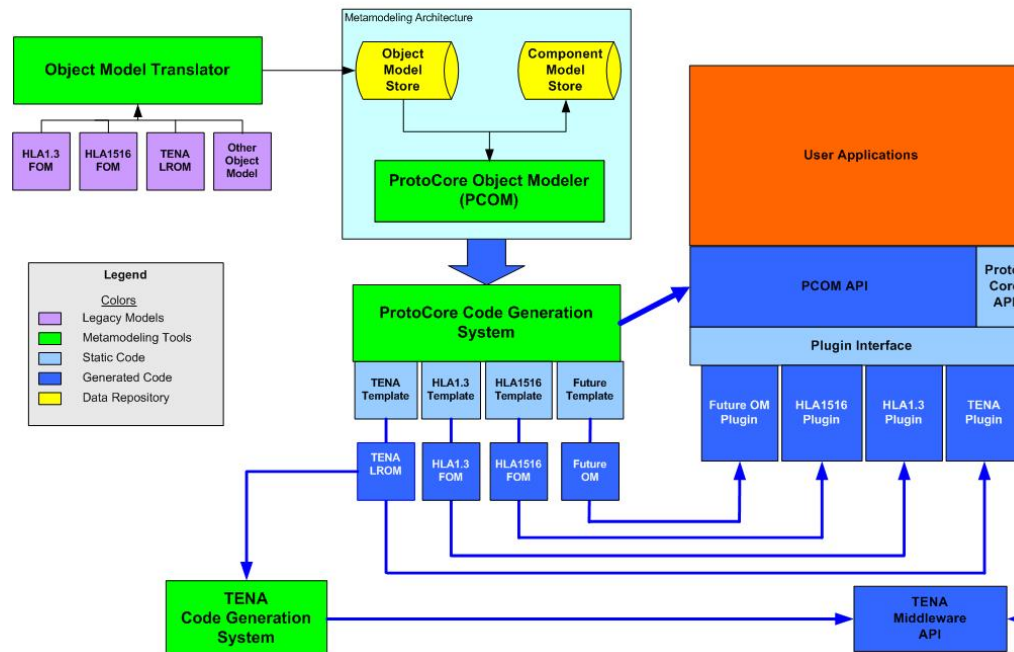 Metamodeling Architecture
Object Model Translator
Object
Model
Store
Component
Model
Store
HLA1.3
FOM
HLA1516
FOM
TENA
LROM
Other
Object
Model
ProtoCore Object Modeler
(PCOM)
User Applications
Legend
Colors
Legacy Models
Metamodeling Tools
Static Code
Generated Code
Data Repository
ProtoCore Code Generation
System
PCOM API
Proto
Core
API
Plugin Interface
TENA
Template
HLA1.3
Template
HLA1516
Template
Future
Template
Future OM
Plugin
HLA1516
Plugin
HLA1.3
Plugin
TENA
Plugin
TENA
LROM
HLA1.3
FOM
HLA1516
FOM
Future
OM
TENA
Code Generation
System
TENA
Middleware
API